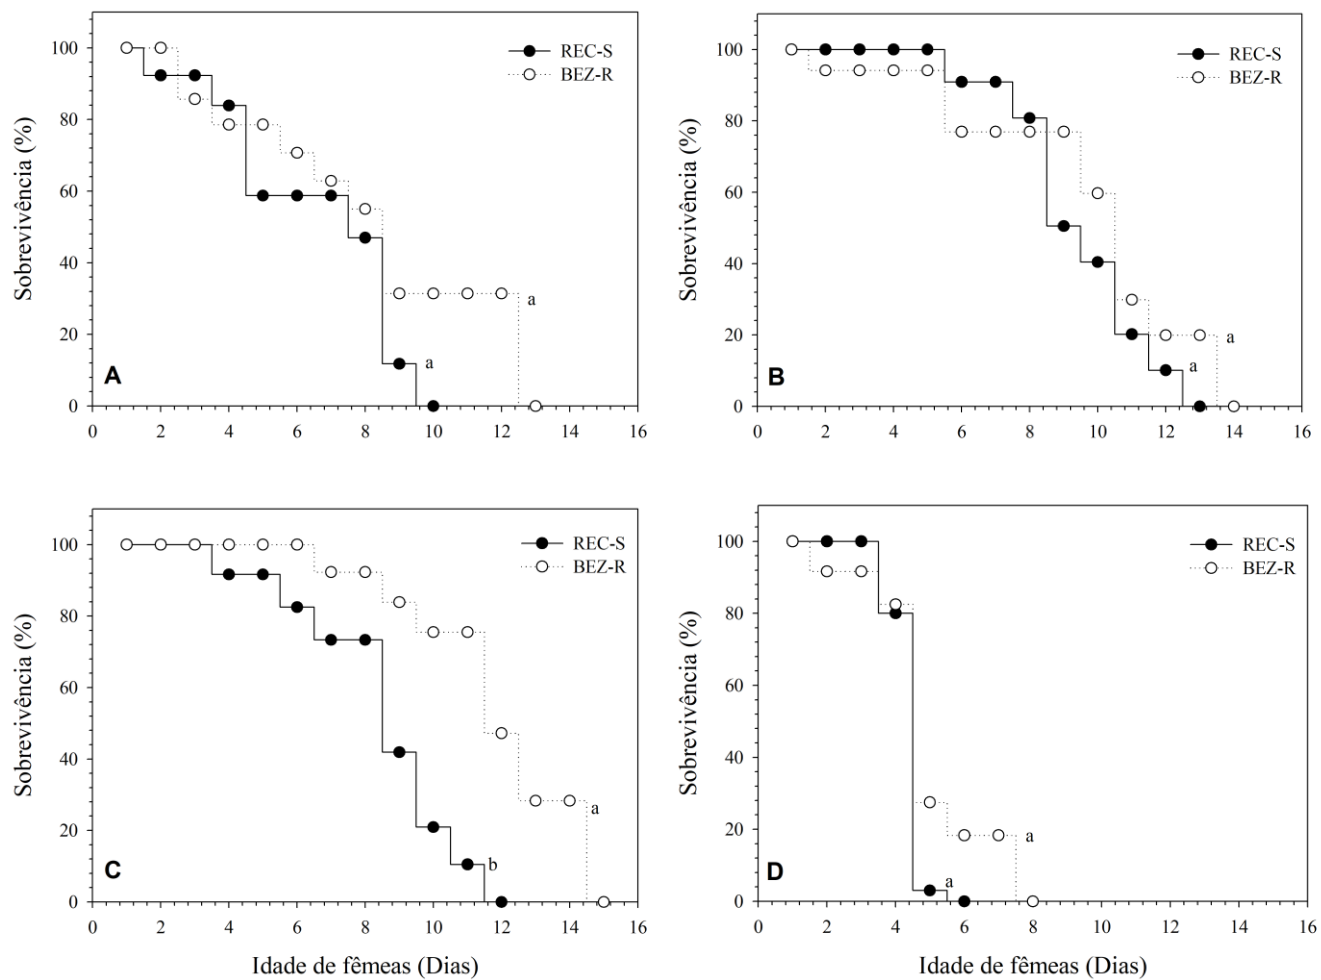 REC-S
BEZ-R
Sobrevivência (%)
100
80
60
40
20
0
a
a
A
0 2 4 6 8 10 12 14 16
REC-S
BEZ-R
Sobrevivência (%)
100
80
60
40
20
0
a
a
B
2 4 6 8 10 12 14 16
REC-S
BEZ-R
Sobrevivência (%)
100
80
60
40
20
0
a
b
C
0 2 4 6 8 10 12 14 16
Idade de fêmeas (Dias)
REC-S
BEZ-R
Sobrevivência (%)
100
80
60
40
20
0
a
a
D
0 2 4 6 8 10 12 14 16
Idade de fêmeas (Dias)